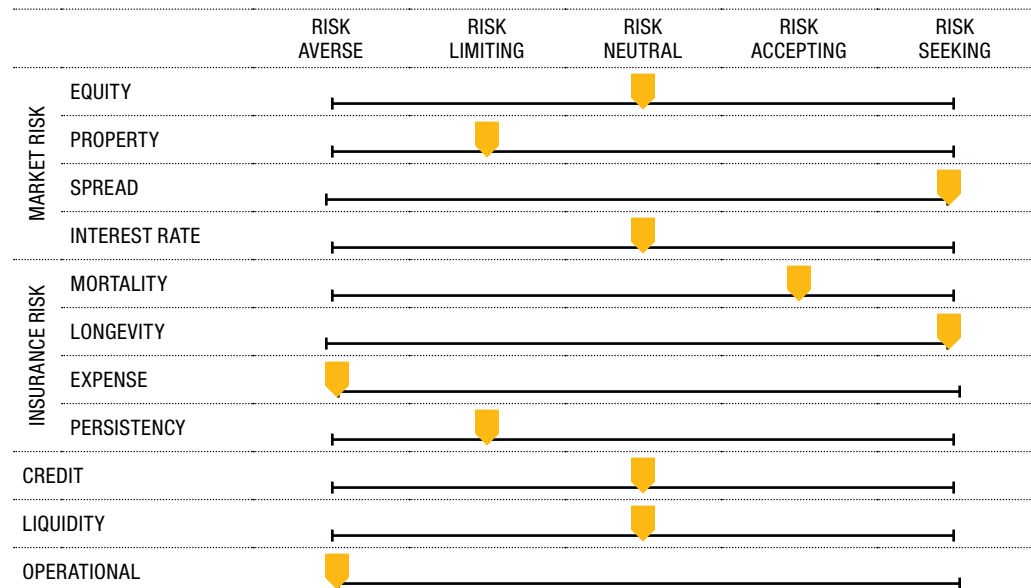 RISK AVERSE
RISK LIMITING
RISK NEUTRAL
RISK ACCEPTING
RISK SEEKING
MARKET RISK
EQUITY
PROPERTY
SPREAD
INTEREST RATE
INSURANCE RISK
MORTALITY
LONGEVITY
EXPENSE
PERSISTENCY
CREDIT
LIQUIDITY
OPERATIONAL